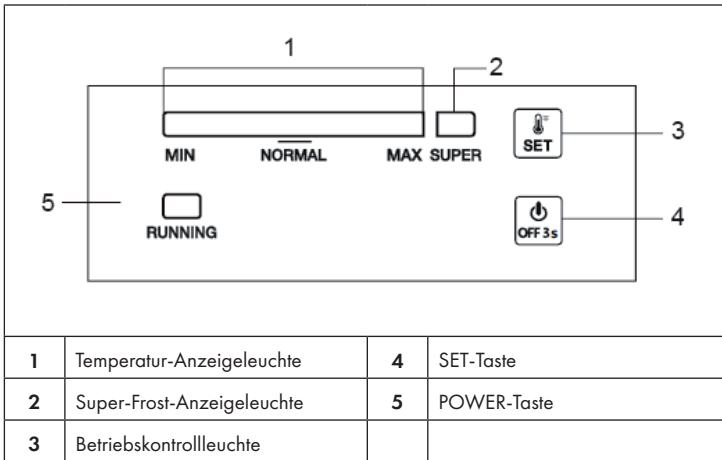 1
2
MIN NORMAL MAX SUPER
SET
3
5
RUNNING
OFF 3s
4
1 Temperatur-Anzeigeleuchte 4 SET-Taste
2 Super-Frost-Anzeigeleuchte 5 POWER-Taste
3 Betriebskontrollleuchte